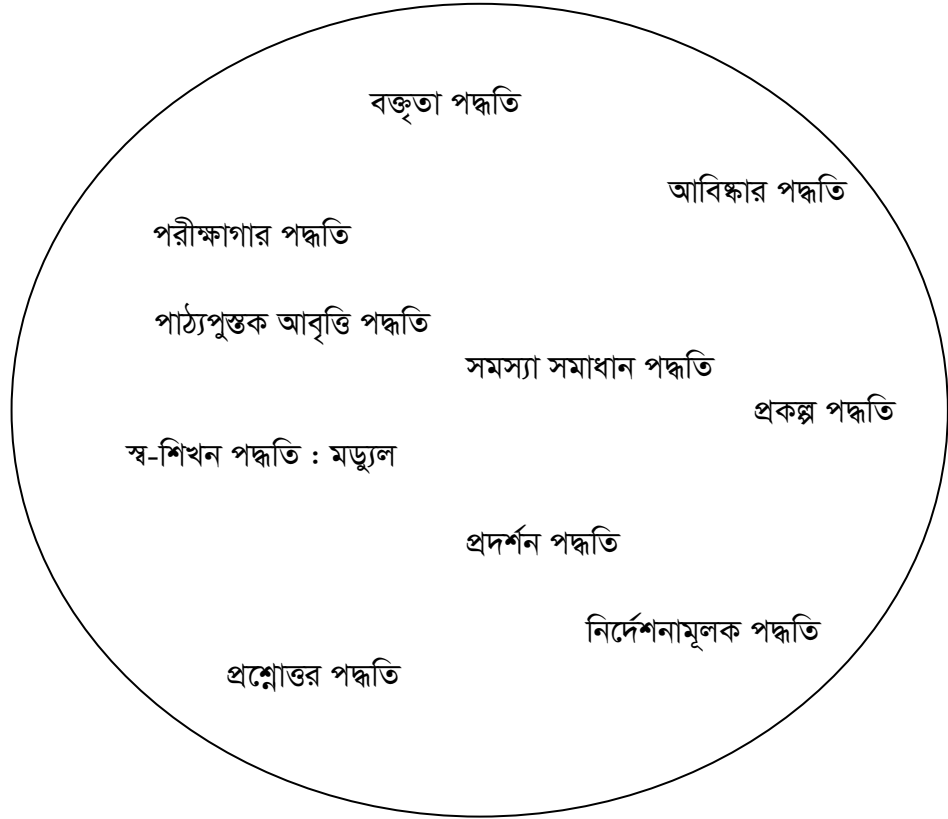 বক্তৃতা পদ্ধতি
আবিষ্কার পদ্ধতি
পরীক্ষাগার পদ্ধতি
পাঠ্যপুস্তক আবৃত্তি পদ্ধতি
সমস্যা সমাধান পদ্ধতি
প্রকল্প পদ্ধতি
স্ব-শিখন পদ্ধতি : মড্যুল
প্রদর্শন পদ্ধতি
নির্দেশনামূলক পদ্ধতি
প্রশ্নোত্তর পদ্ধতি